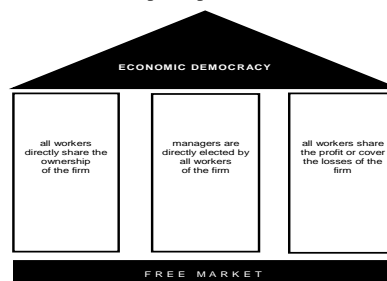 ECONOMIC DEMOCRACY
all workers
directly share the
ownership
of the firm
managers are
directly elected by
all workers
of the firm
all workers share
the profit or cover
the losses of the
firm
FREE MARKET